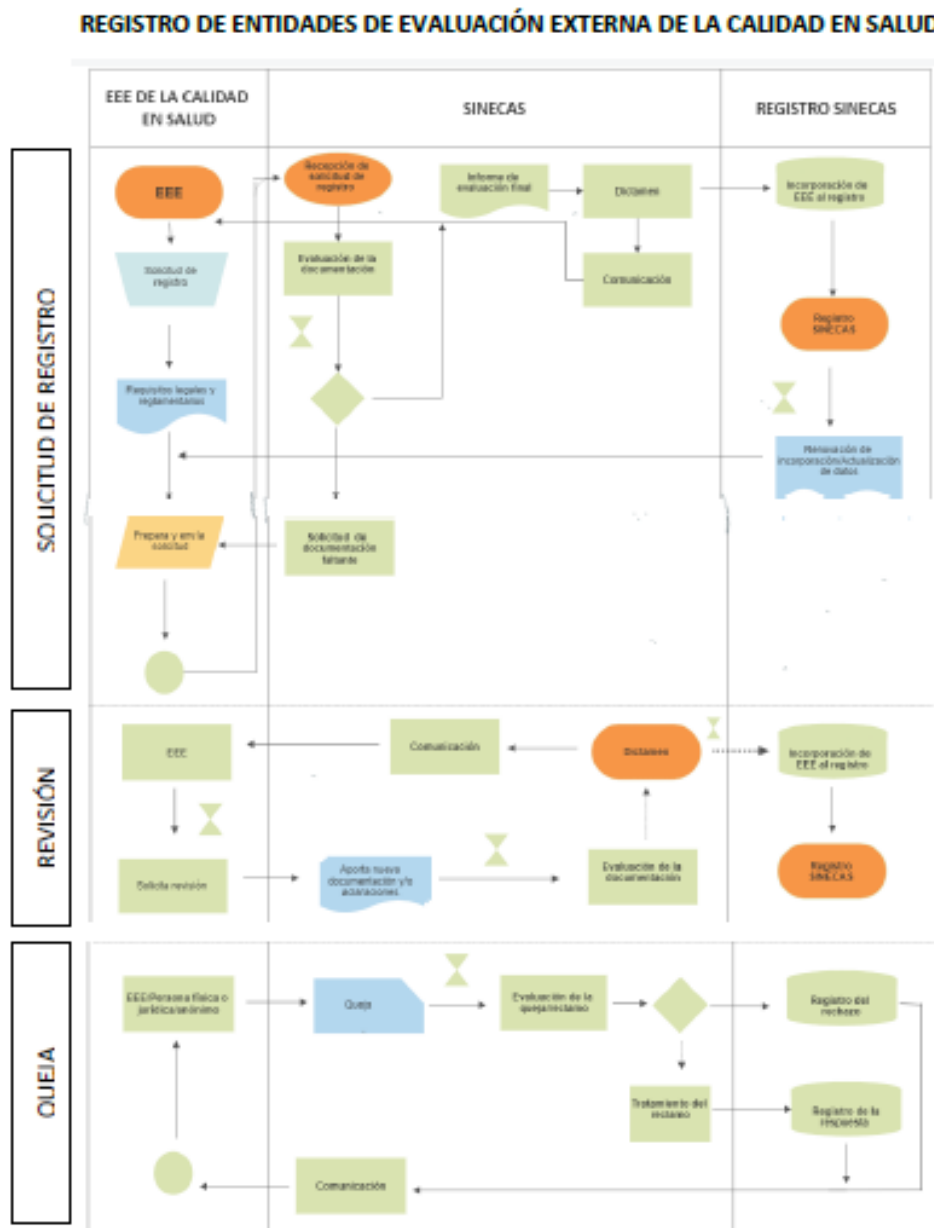 REGISTRO DE ENTIDADES DE EVALUACIÓN EXTERNA DE LA CALIDAD EN SALUD
EEE DE LA CALIDAD
EN SALUD
SINECAS
REGISTRO SINECAS
SOLICITUD DE REGISTRO
EEE
Solicitud de
registro
Requisitos legales y
reglamentarios
Prepara y envía la
solicitud
Recepción de
solicitud de
registro
Evaluación de la
documentación
Solicitud de
documentación
faltante
Informe de
evaluación final
Dictamen
Comunicación
Incorporación de
EEE al registro
Registro
SINECAS
Renovación de
incorporación/Actualización
de datos
REVISIÓN
EEE
Comunicación
Dictamen
Incorporación de
EEE al registro
Solicita revisión
Aporta nueva
documentación y/o
aclaraciones
Evaluación de la
documentación
Registro
SINECAS
QUEJA
EEE/Persona física o
jurídica/anónimo
Queja
Evaluación de la
queja/reclamo
Registro del
rechazo
Tratamiento del
reclamo
Registro de la
respuesta
Comunicación